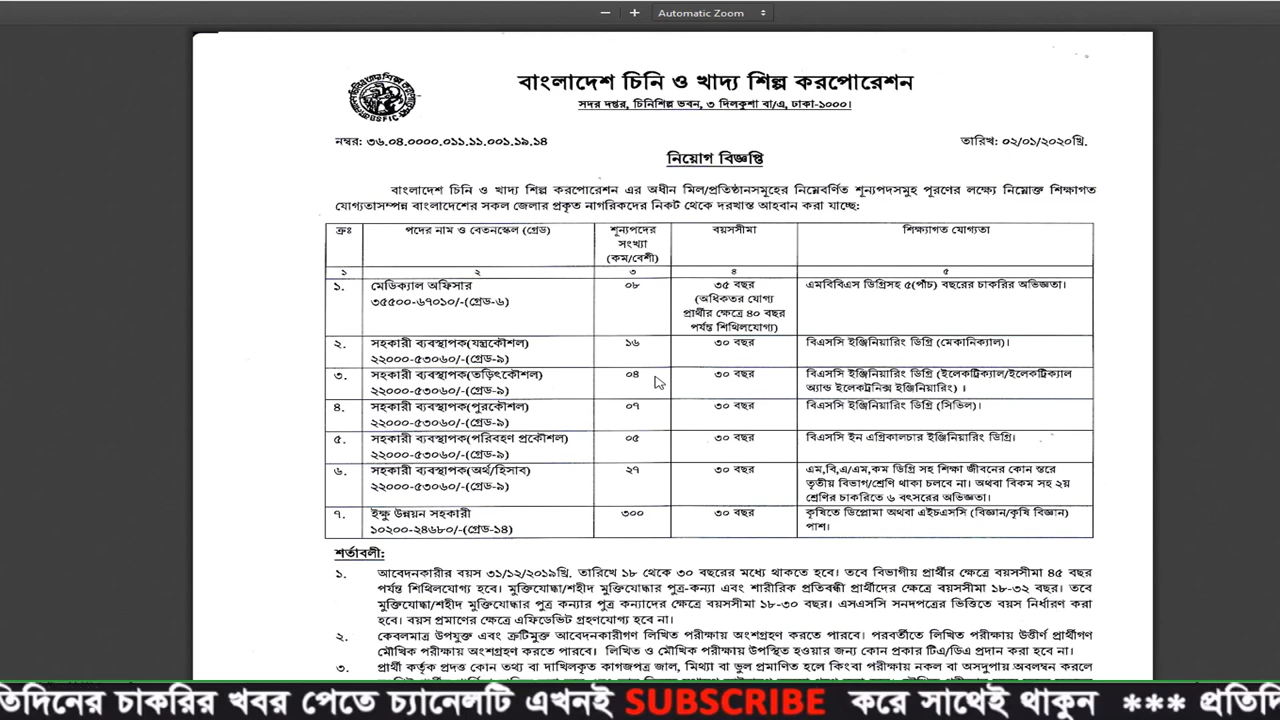 Automatic Zoom
বাংলাদেশ চিনি ও খাদ্য শিল্প করপোরেশন
সদর দপ্তর, চিনিশিল্প ভবন, ৩ দিলকুশা বা/এ, ঢাকা-১০০০।
BSFIC
নম্বর: ৩৬.০৪.০০০০.০১১.১১.০০১.১৯.১৪
তারিখ: ০২/০১/২০২০খ্রি.
নিয়োগ বিজ্ঞপ্তি
বাংলাদেশ চিনি ও খাদ্য শিল্প করপোরেশন এর অধীন মিল/প্রতিষ্ঠানসমূহের নিম্নেবর্ণিত শূন্যপদসমুহ পূরণের লক্ষ্যে নিম্নোক্ত শিক্ষাগত
যোগ্যতাসম্পন্ন বাংলাদেশের সকল জেলার প্রকৃত নাগরিকদের নিকট থেকে দরখাস্ত আহবান করা যাচ্ছে:
ক্রঃ পদের নাম ও বেতনস্কেল (গ্রেড) শূন্যপদের বয়সসীমা শিক্ষ্যাগত যোগ্যতা
সংখ্যা
(কম/বেশী)
১ ২ ৩ ৪ ৫
১. মেডিক্যাল অফিসার ০৮ ৩৫ বছর এমবিবিএস ডিগ্রিসহ ৫(পাঁচ) বছরের চাকরির অভিজ্ঞতা।
৩৫৫০০-৬৭০১০/-(গ্রেড-৬) (অধিকতর যোগ্য
প্রার্থীর ক্ষেত্রে ৪০ বছর
পর্যন্ত শিথিলযোগ্য)
২. সহকারী ব্যবস্থাপক(যন্ত্রকৌশল) ১৬ ৩০ বছর বিএসসি ইঞ্জিনিয়ারিং ডিগ্রি (মেকানিক্যাল)।
২২০০০-৫৩০৬০/-(গ্রেড-৯)
৩. সহকারী ব্যবস্থাপক(তড়িৎকৌশল) ০৪ ৩০ বছর বিএসসি ইঞ্জিনিয়ারিং ডিগ্রি (ইলেকট্রিক্যাল/ইলেকট্রিক্যাল
২২০০০-৫৩০৬০/-(গ্রেড-৯) অ্যান্ড ইলেকট্রনিক্স ইঞ্জিনিয়ারিং) ।
৪. সহকারী ব্যবস্থাপক(পুরকৌশল) ০৭ ৩০ বছর বিএসসি ইঞ্জিনিয়ারিং ডিগ্রি (সিভিল)।
২২০০০-৫৩০৬০/-(গ্রেড-৯)
৫. সহকারী ব্যবস্থাপক(পরিবহণ প্রকৌশল) ০৫ ৩০ বছর বিএসসি ইন এগ্রিকালচার ইঞ্জিনিয়ারিং ডিগ্রি।
২২০০০-৫৩০৬০/-(গ্রেড-৯)
৬. সহকারী ব্যবস্থাপক(অর্থ/হিসাব) ২৭ ৩০ বছর এম,বি,এ/এম,কম ডিগ্রি সহ শিক্ষা জীবনের কোন স্তরে
২২০০০-৫৩০৬০/-(গ্রেড-৯) তৃতীয় বিভাগ/শ্রেণি থাকা চলবে না। অথবা বিকম সহ ২য়
শ্রেণির চাকরিতে ৬ বৎসরের অভিজ্ঞতা।
৭. ইক্ষু উন্নয়ন সহকারী ৩০০ ৩০ বছর কৃষিতে ডিপ্লোমা অথবা এইচএসসি (বিজ্ঞান/কৃষি বিজ্ঞান)
১০২০০-২৪৬৮০/-(গ্রেড-১৪) পাশ।
শর্তাবলী:
১. আবেদনকারীর বয়স ৩১/১২/২০১৯খ্রি. তারিখে ১৮ থেকে ৩০ বছরের মধ্যে থাকতে হবে। তবে বিভাগীয় প্রার্থীর ক্ষেত্রে বয়সসীমা ৪৫ বছর
পর্যন্ত শিথিলযোগ্য হবে। মুক্তিযোদ্ধা/শহীদ মুক্তিযোদ্ধার পুত্র-কন্যা এবং শারীরিক প্রতিবন্ধী প্রার্থীদের ক্ষেত্রে বয়সসীমা ১৮-৩২ বছর। তবে
মুক্তিযোদ্ধা/শহীদ মুক্তিযোদ্ধার পুত্র কন্যার পুত্র কন্যাদের ক্ষেত্রে বয়সসীমা ১৮-৩০ বছর। এসএসসি সনদপত্রের ভিত্তিতে বয়স নির্ধারণ করা
হবে। বয়স প্রমাণের ক্ষেত্রে এফিডেভিট গ্রহণযোগ্য হবে না।
২. কেবলমাত্র উপযুক্ত এবং ত্রুটিমুক্ত আবেদনকারীগণ লিখিত পরীক্ষায় অংশগ্রহণ করতে পারবে। পরবর্তীতে লিখিত পরীক্ষায় উত্তীর্ণ প্রার্থীগণ
মৌখিক পরীক্ষায় অংশগ্রহণ করতে পারবে। লিখিত ও মৌখিক পরীক্ষায় উপস্থিত হওয়ার জন্য কোন প্রকার টিএ/ডিএ প্রদান করা হবে না।
৩. প্রার্থী কর্তৃক প্রদত্ত কোন তথ্য বা দাখিলকৃত কাগজপত্র জাল, মিথ্যা বা ভুল প্রমাণিত হলে কিংবা পরীক্ষায় নকল বা অসদুপায় অবলম্বন করলে
তিদিনের চাকরির খবর পেতে চ্যানেলটি এখনই SUBSCRIBE করে সাথেই থাকুন *** প্রতিদি